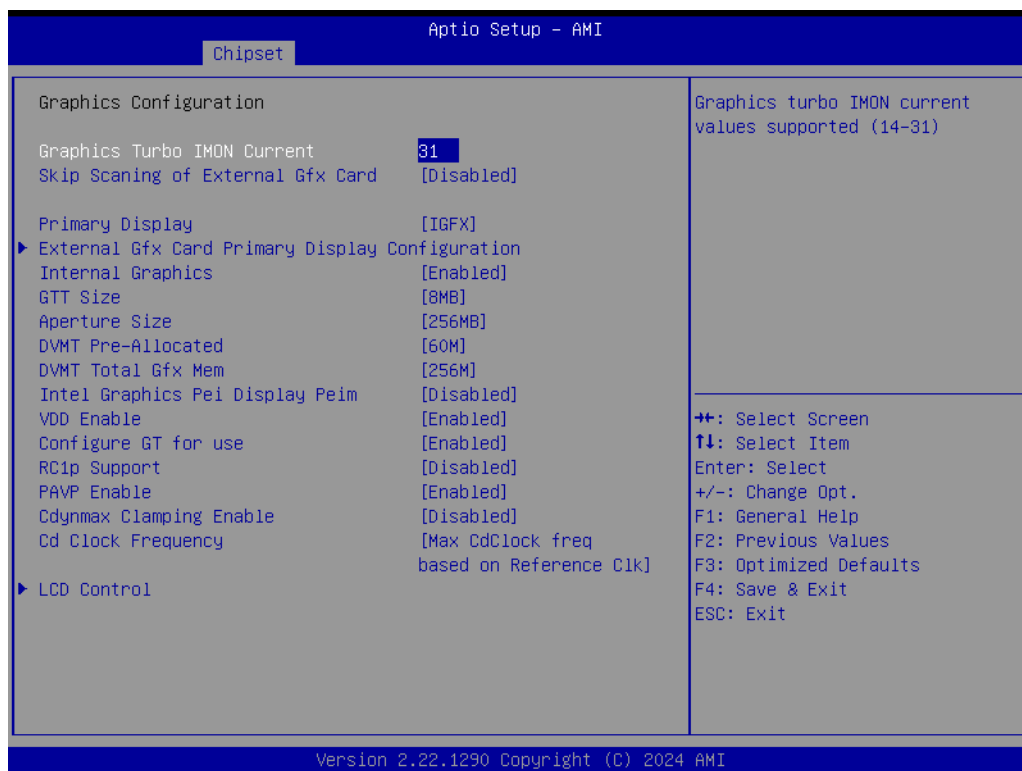 Aptio Setup – AMI
Chipset
Graphics Configuration
Graphics Turbo IMON Current 31
Skip Scaning of External Gfx Card [Disabled]
Primary Display [IGFX]
External Gfx Card Primary Display Configuration
Internal Graphics [Enabled]
GTT Size [8MB]
Aperture Size [256MB]
DVMT Pre-Allocated [60M]
DVMT Total Gfx Mem [256M]
Intel Graphics Pei Display Peim [Disabled]
VDD Enable [Enabled]
Configure GT for use [Enabled]
RC1p Support [Disabled]
PAVP Enable [Enabled]
Cdynmax Clamping Enable [Disabled]
Cd Clock Frequency [Max CdClock freq
based on Reference Clk]
LCD Control
Graphics turbo IMON current
values supported (14-31)
→←: Select Screen
↑↓: Select Item
Enter: Select
+/-: Change Opt.
F1: General Help
F2: Previous Values
F3: Optimized Defaults
F4: Save & Exit
ESC: Exit
Version 2.22.1290 Copyright (C) 2024 AMI